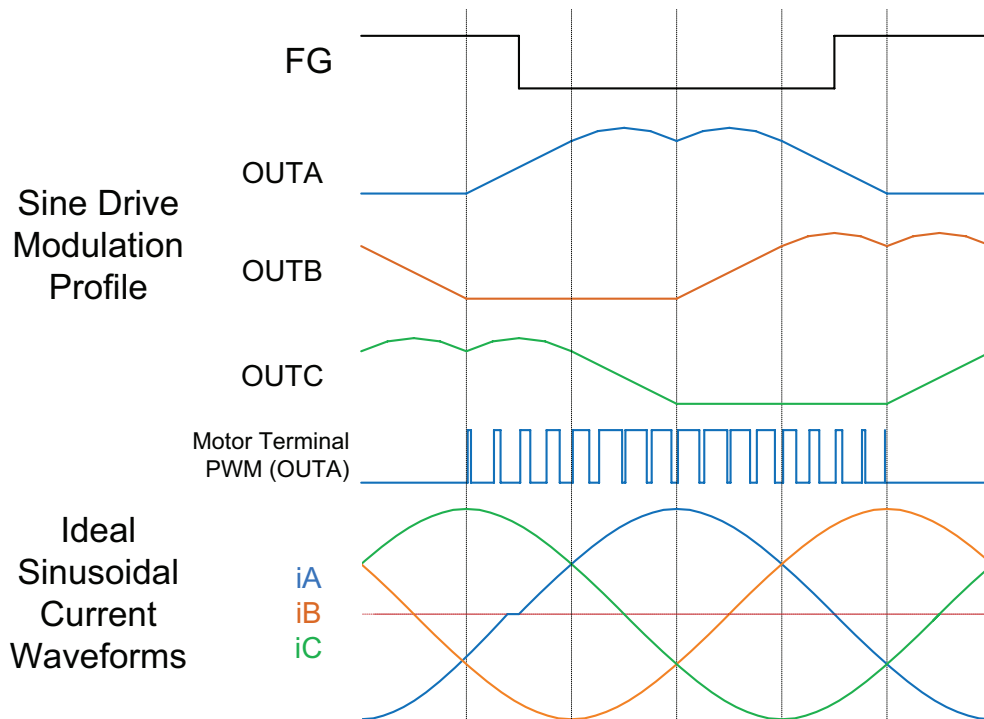 FG
OUTA
Sine Drive
Modulation
Profile
OUTB
OUTC
Motor Terminal
PWM (OUTA)
Ideal
Sinusoidal
Current
Waveforms
iA
iB
iC